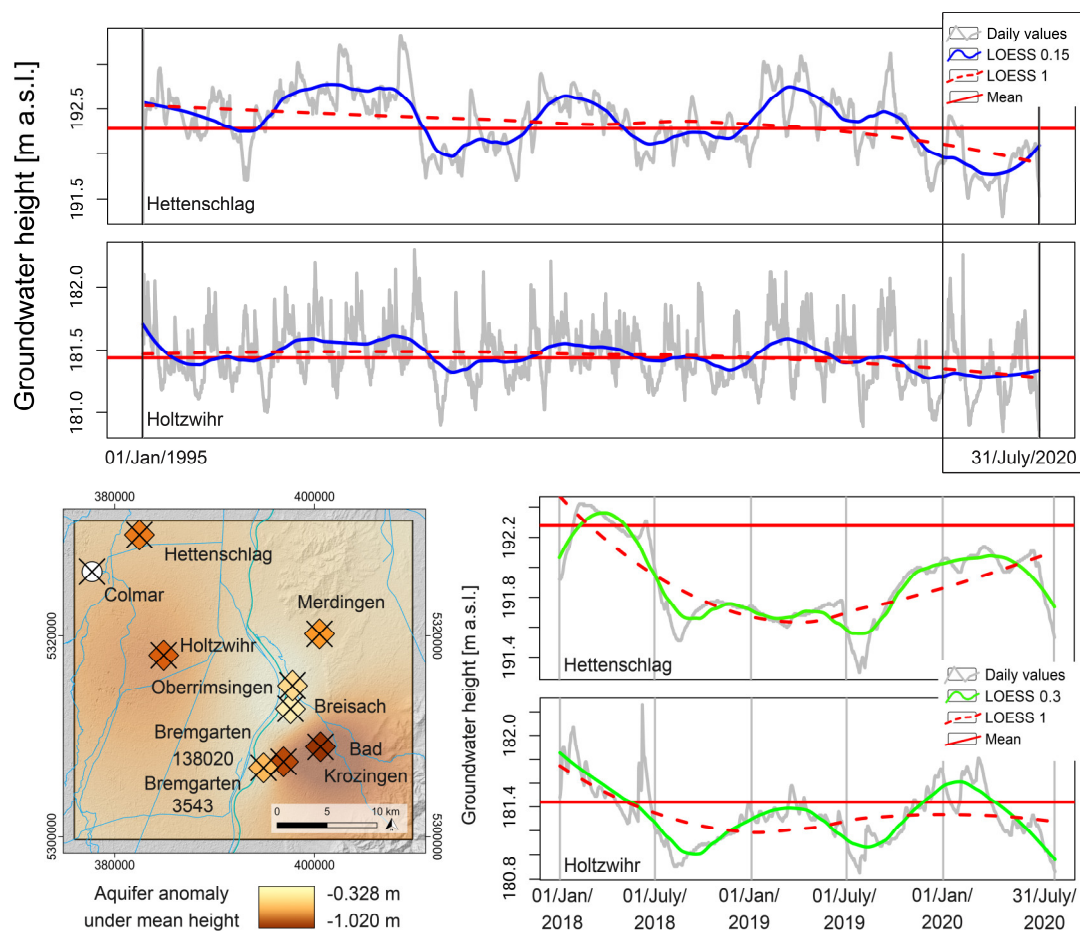 Groundwater height [m a.s.l.]
192.5
191.5
Hettenschlag
Daily values
LOESS 0.15
LOESS 1
Mean
182.0
181.5
181.0
Holtzwihr
01/Jan/1995
31/July/2020
380000
400000
Hettenschlag
Colmar
Merdingen
Holtzwihr
Oberrimsingen
Breisach
Bremgarten
138020
Bad
Krozingen
Bremgarten
3543
0
5
10 km
5320000
5300000
5320000
5300000
380000
400000
Aquifer anomaly
under mean height
-0.328 m
-1.020 m
Groundwater height [m a.s.l.]
192.2
191.8
191.4
Hettenschlag
Daily values
LOESS 0.3
LOESS 1
Mean
182.0
181.4
180.8
Holtzwihr
01/Jan/
2018
01/July/
2018
01/Jan/
2019
01/July/
2019
01/Jan/
2020
31/July/
2020